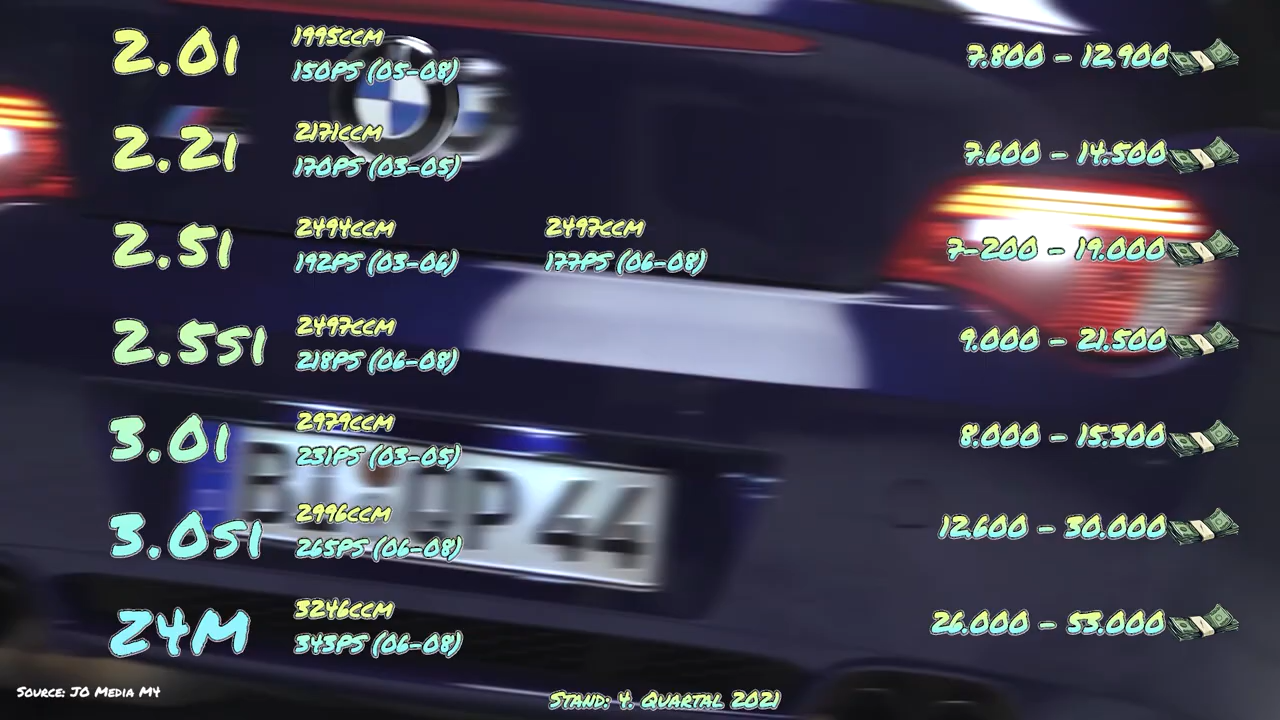 2.0i
1995ccm
150PS (05-08)
7.800 - 12.900
2.2i
2171ccm
170PS (03-05)
7.600 - 14.500
2.5i
2494ccm
192PS (03-06)
2497ccm
177PS (06-08)
7-200 - 19.000
2.5si
2497ccm
218PS (06-08)
9.000 - 21.500
3.0i
2979ccm
231PS (03-05)
8.000 - 15.300
3.0si
2996ccm
265PS (06-08)
12.600 - 30.000
Z4M
3246ccm
343PS (06-08)
26.000 - 53.000
44
Source: JO Media M4
Stand: 4. Quartal 2021